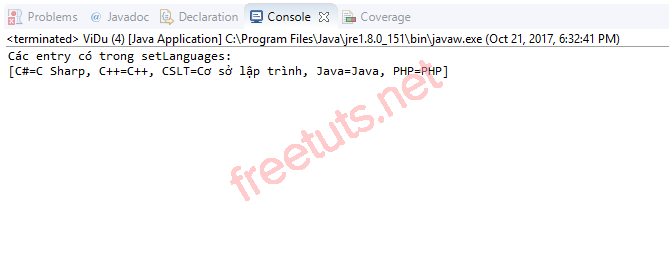 Problems @ Javadoc Declaration Console Coverage
<terminated> ViDu (4) [Java Application] C:\Program Files\Java\jre1.8.0_151\bin\javaw.exe (Oct 21, 2017, 6:32:41 PM)
Các entry có trong setLanguages:
[C#=C Sharp, C++=C++, CSLT=Cơ sở lập trình, Java=Java, PHP=PHP]
freetuts.net